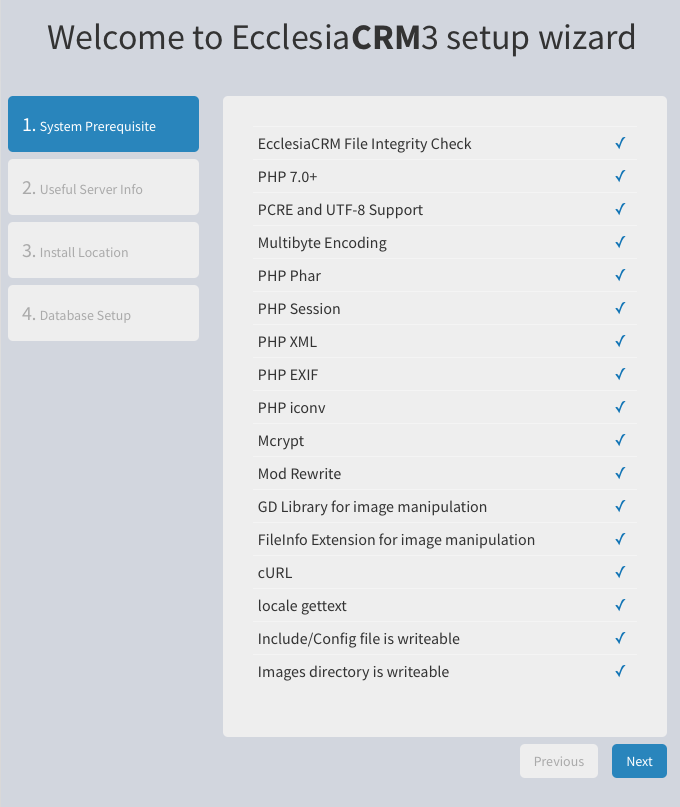 Welcome to EcclesiaCRM3 setup wizard
1. System Prerequisite
2. Useful Server Info
3. Install Location
4. Database Setup
EcclesiaCRM File Integrity Check ✓
PHP 7.0+ ✓
PCRE and UTF-8 Support ✓
Multibyte Encoding ✓
PHP Phar ✓
PHP Session ✓
PHP XML ✓
PHP EXIF ✓
PHP iconv ✓
Mcrypt ✓
Mod Rewrite ✓
GD Library for image manipulation ✓
FileInfo Extension for image manipulation ✓
cURL ✓
locale gettext ✓
Include/Config file is writeable ✓
Images directory is writeable ✓
Previous Next